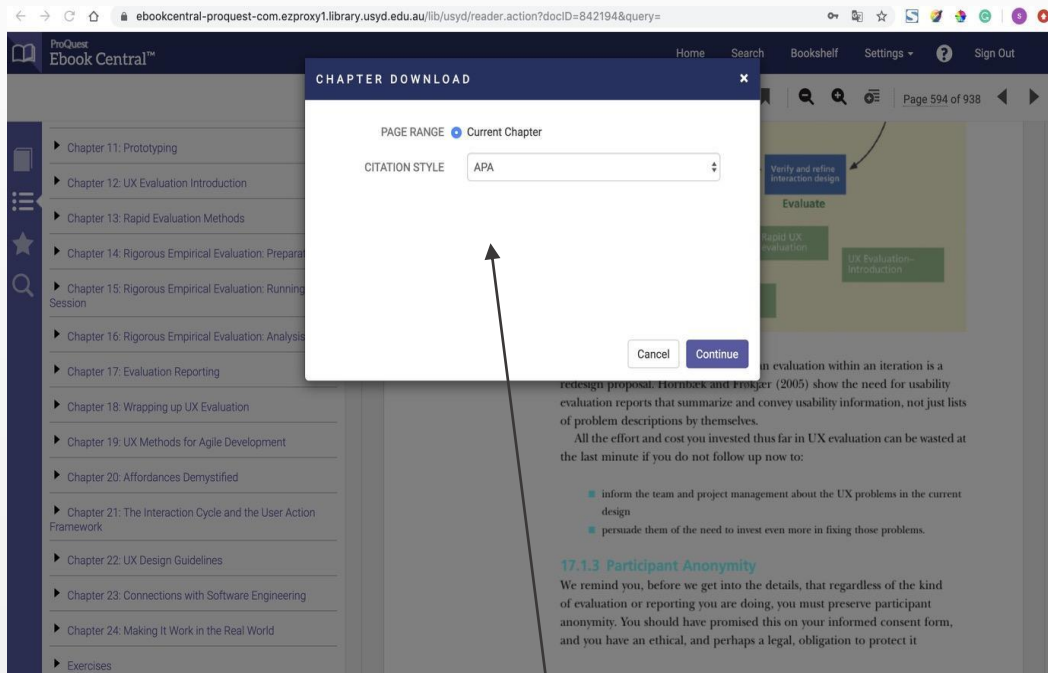 ebookcentral-proquest-com.ezproxy1.library.usyd.edu.au/lib/usyd/reader.action?docID=842194&query=
S
ProQuest
Ebook Central™
Home Search Bookshelf Settings ? Sign Out
CHAPTER DOWNLOAD ×
Page 594 of 938
PAGE RANGE Current Chapter
CITATION STYLE APA
Cancel Continue
Chapter 11: Prototyping
Chapter 12: UX Evaluation Introduction
Chapter 13: Rapid Evaluation Methods
Chapter 14: Rigorous Empirical Evaluation: Preparat
Chapter 15: Rigorous Empirical Evaluation: Running
Session
Chapter 16: Rigorous Empirical Evaluation: Analysis
Chapter 17: Evaluation Reporting
Chapter 18: Wrapping up UX Evaluation
Chapter 19: UX Methods for Agile Development
Chapter 20: Affordances Demystified
Chapter 21: The Interaction Cycle and the User Action
Framework
Chapter 22: UX Design Guidelines
Chapter 23: Connections with Software Engineering
Chapter 24: Making It Work in the Real World
Exercises
Verify and refine
interaction design
Evaluate
Rapid UX
evaluation
UX Evaluation–
Introduction
evaluation within an iteration is a
redesign proposal. Hornbæk and Frøkjær (2005) show the need for usability
evaluation reports that summarize and convey usability information, not just lists
of problem descriptions by themselves.
All the effort and cost you invested thus far in UX evaluation can be wasted at
the last minute if you do not follow up now to:
inform the team and project management about the UX problems in the current
design
persuade them of the need to invest even more in fixing those problems.
17.1.3 Participant Anonymity
We remind you, before we get into the details, that regardless of the kind
of evaluation or reporting you are doing, you must preserve participant
anonymity. You should have promised this on your informed consent form,
and you have an ethical, and perhaps a legal, obligation to protect it